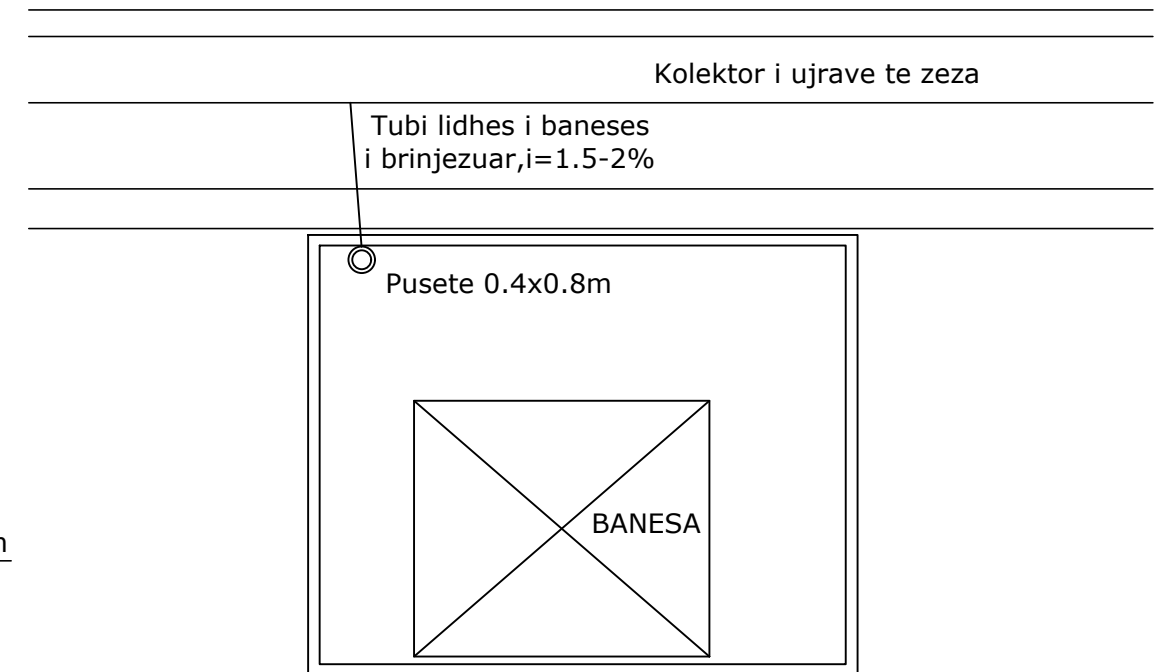 Kolektor i ujrave te zeza
Tubi lidhes i baneses
i brinjezuar,i=1.5-2%
Pusete 0.4x0.8m
BANESA